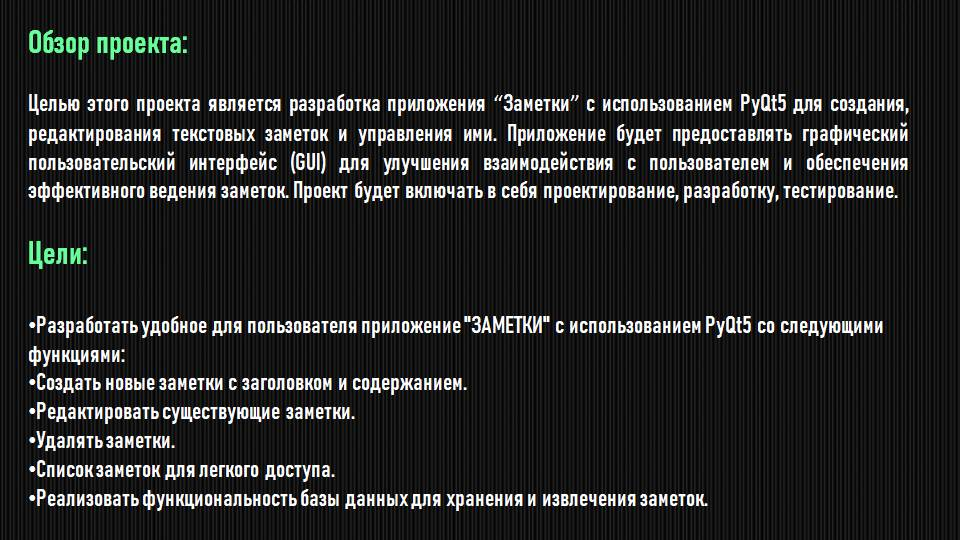 Обзор проекта:
Целью этого проекта является разработка приложения “Заметки” с использованием PyQt5 для создания,
редактирования текстовых заметок и управления ими. Приложение будет предоставлять графический
пользовательский интерфейс (GUI) для улучшения взаимодействия с пользователем и обеспечения
эффективного ведения заметок. Проект будет включать в себя проектирование, разработку, тестирование.
Цели:
•Разработать удобное для пользователя приложение "ЗАМЕТКИ" с использованием PyQt5 со следующими
функциями:
•Создать новые заметки с заголовком и содержанием.
•Редактировать существующие заметки.
•Удалять заметки.
•Список заметок для легкого доступа.
•Реализовать функциональность базы данных для хранения и извлечения заметок.